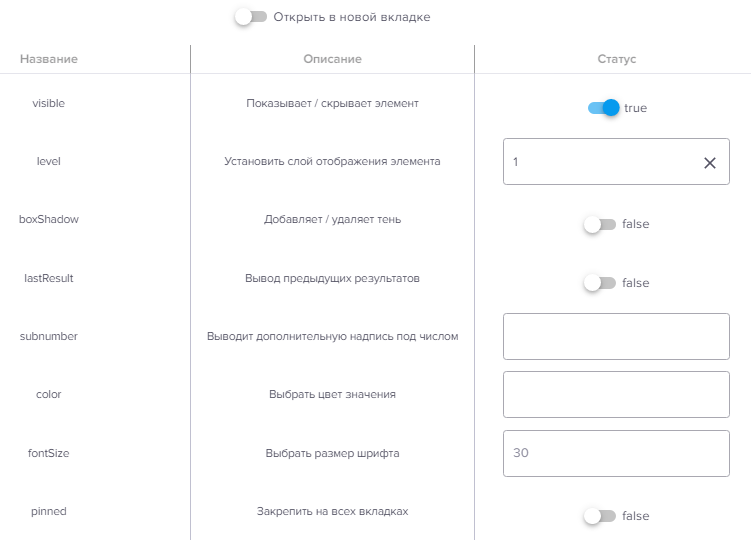 Открыть в новой вкладке
Название Описание Статус
visible Показывает / скрывает элемент true
level Установить слой отображения элемента 1
boxShadow Добавляет / удаляет тень false
lastResult Вывод предыдущих результатов false
subnumber Выводит дополнительную надпись под числом
color Выбрать цвет значения
fontSize Выбрать размер шрифта 30
pinned Закрепить на всех вкладках false